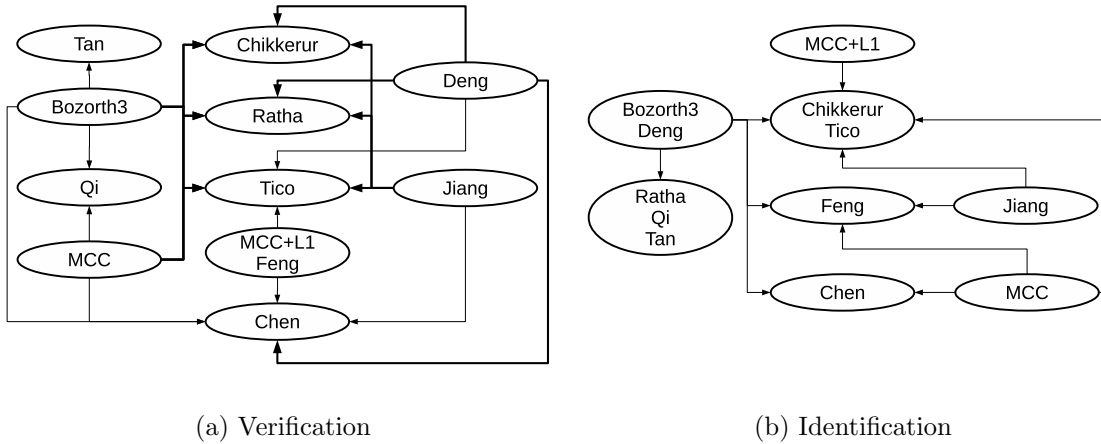 Tan
Chikkerur
Deng
Bozorth3
Ratha
Qi
Tico
Jiang
MCC+L1
Feng
MCC
Chen
(a) Verification
MCC+L1
Bozorth3
Deng
Chikkerur
Tico
Ratha
Qi
Tan
Feng
Jiang
Chen
MCC
(b) Identification